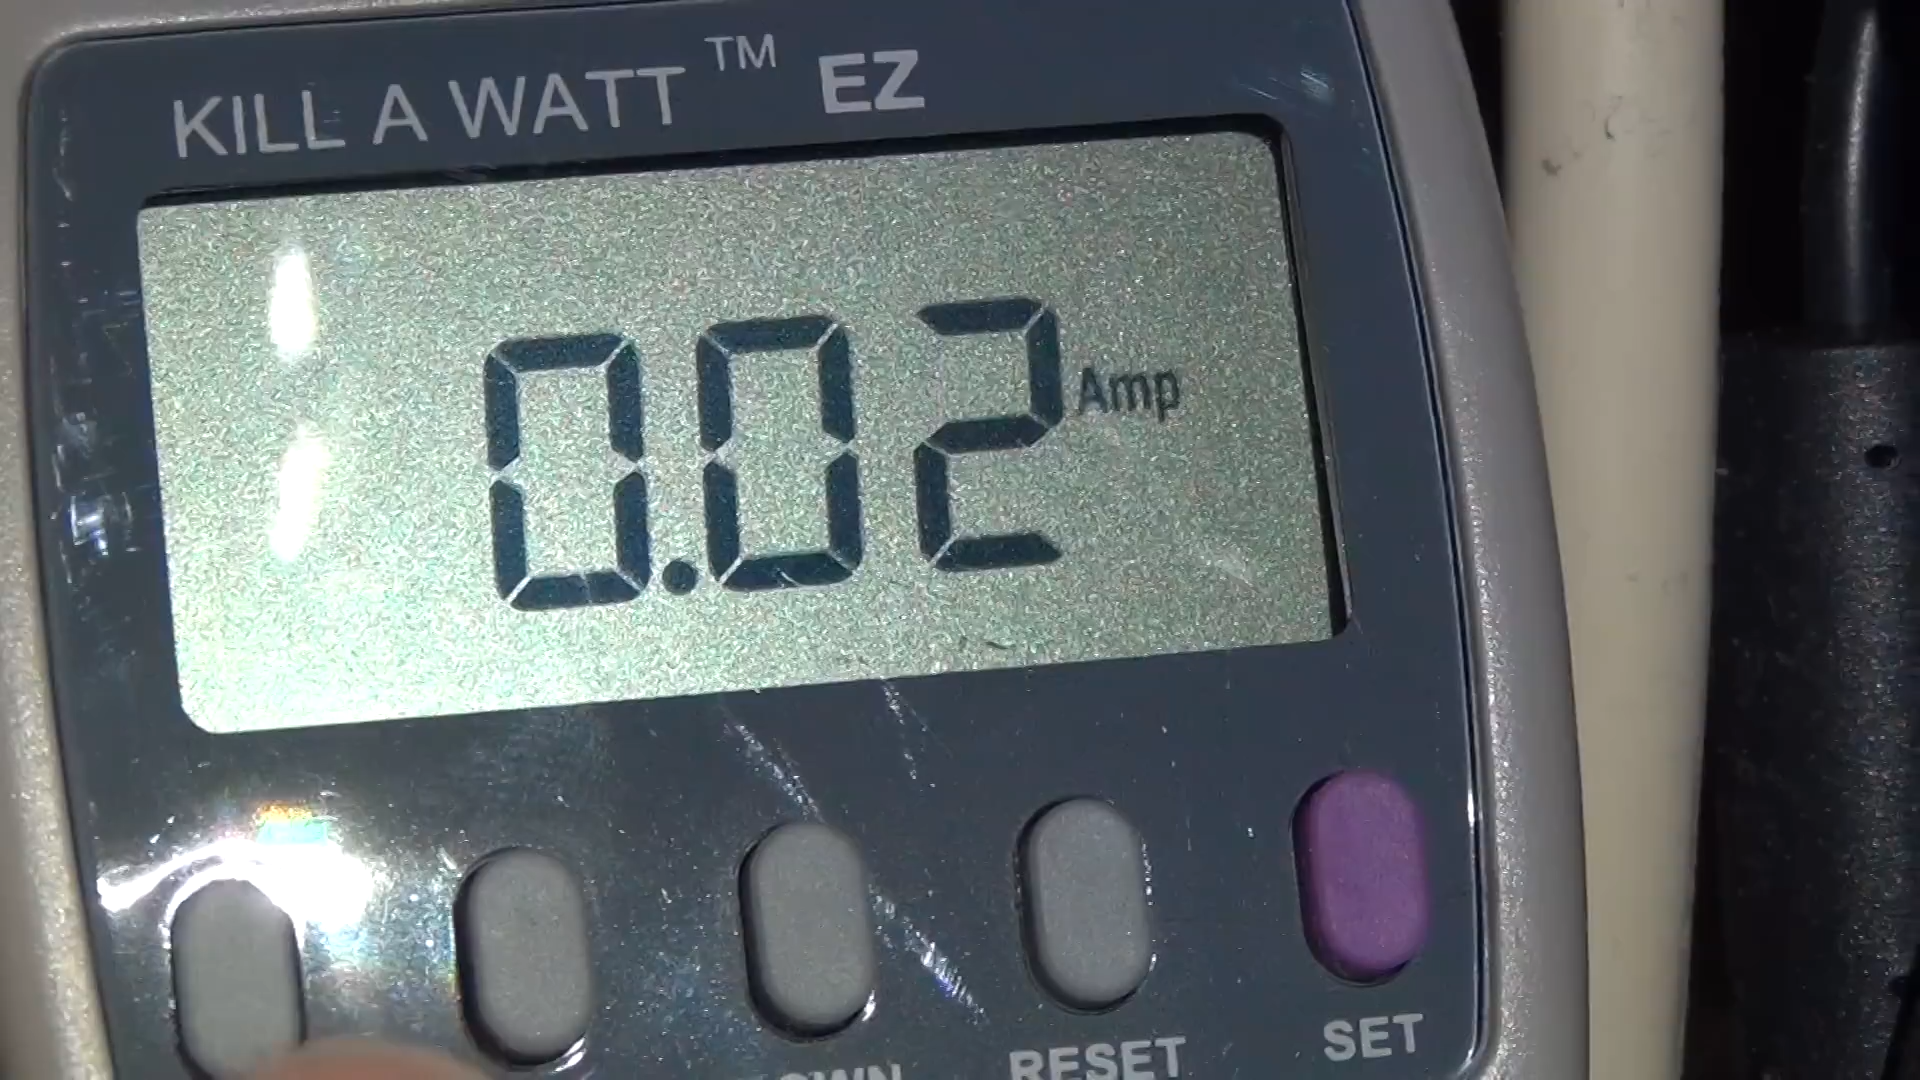 KILL A WATT ™ EZ
0.02 Amp
RESET SET